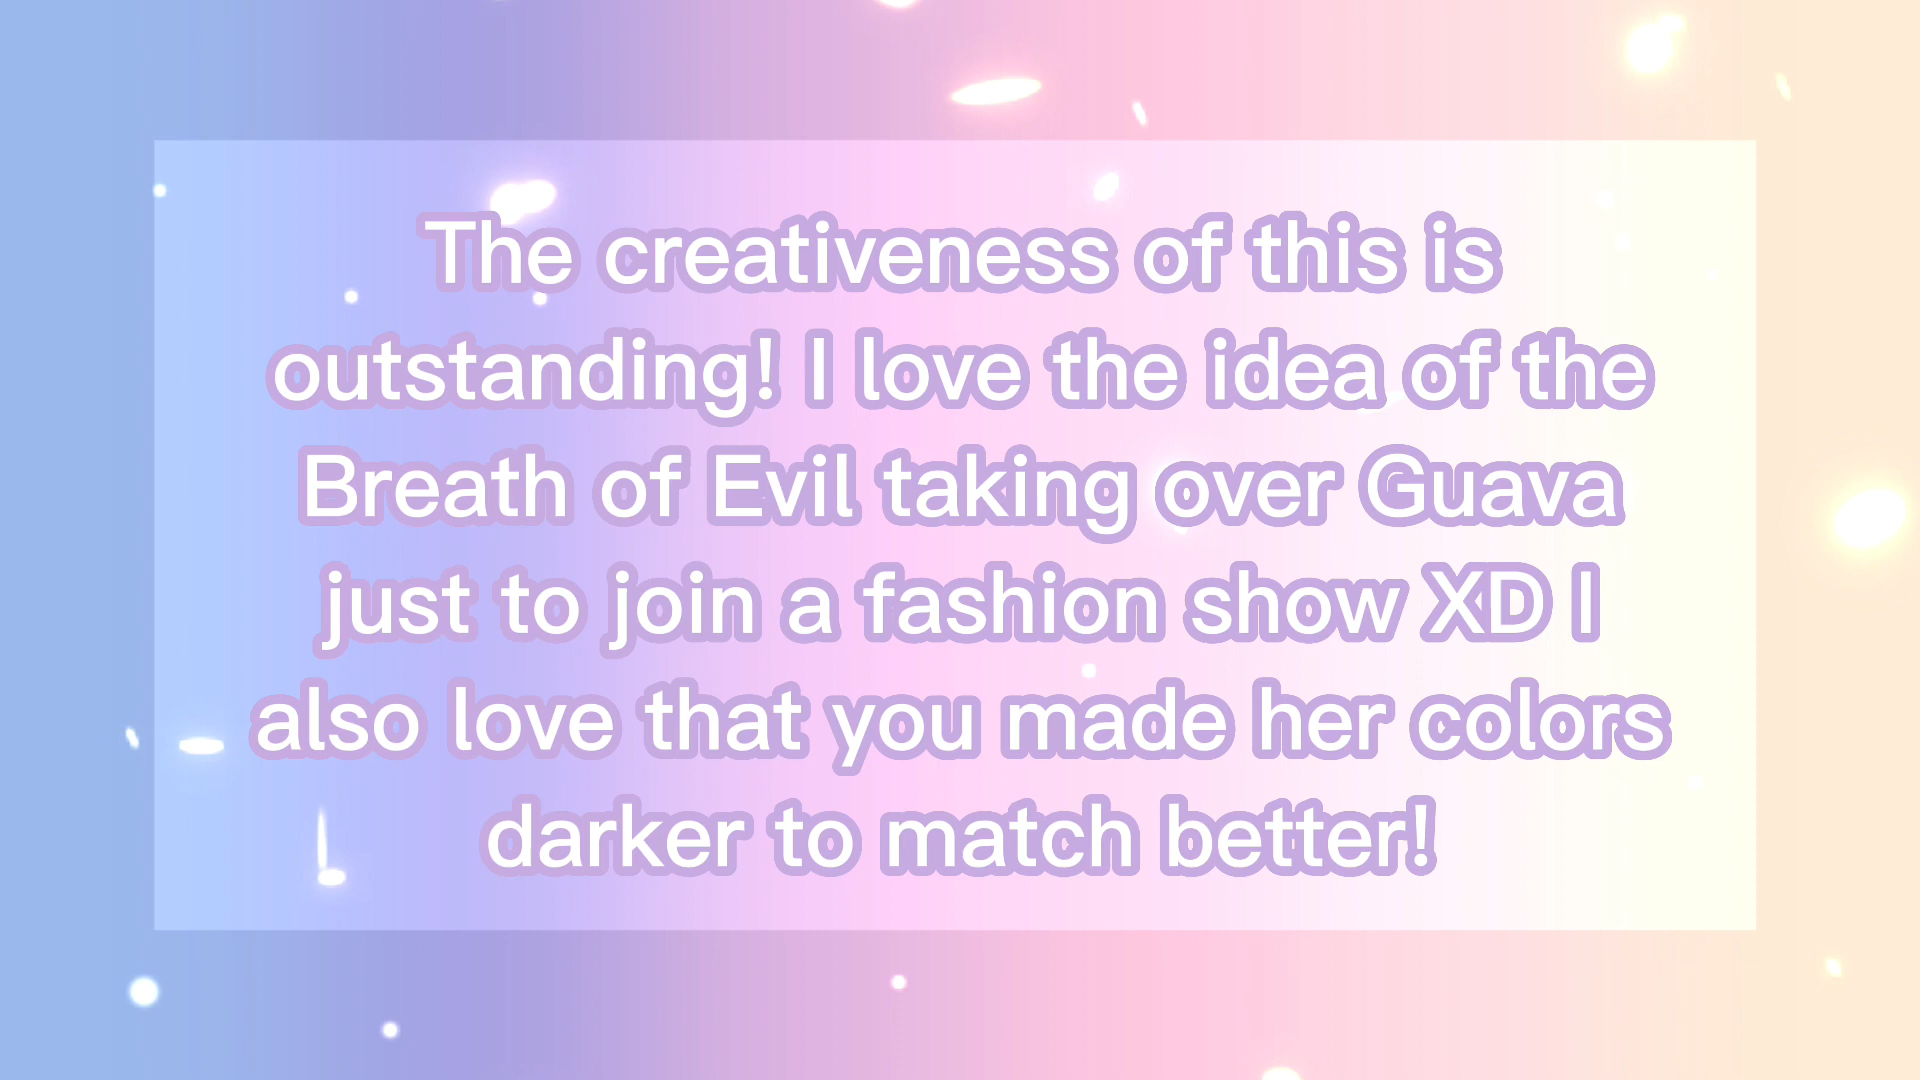 The creativeness of this is
outstanding! I love the idea of the
Breath of Evil taking over Guava
just to join a fashion show XD I
also love that you made her colors
darker to match better!